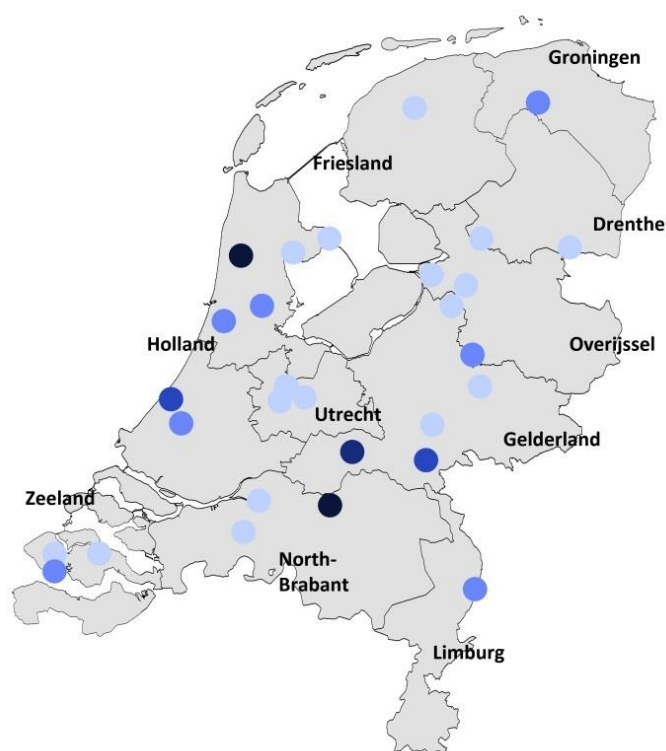 Groningen
Friesland
Drenthe
Holland
Overijssel
Utrecht
Gelderland
Zeeland
North-
Brabant
Limburg